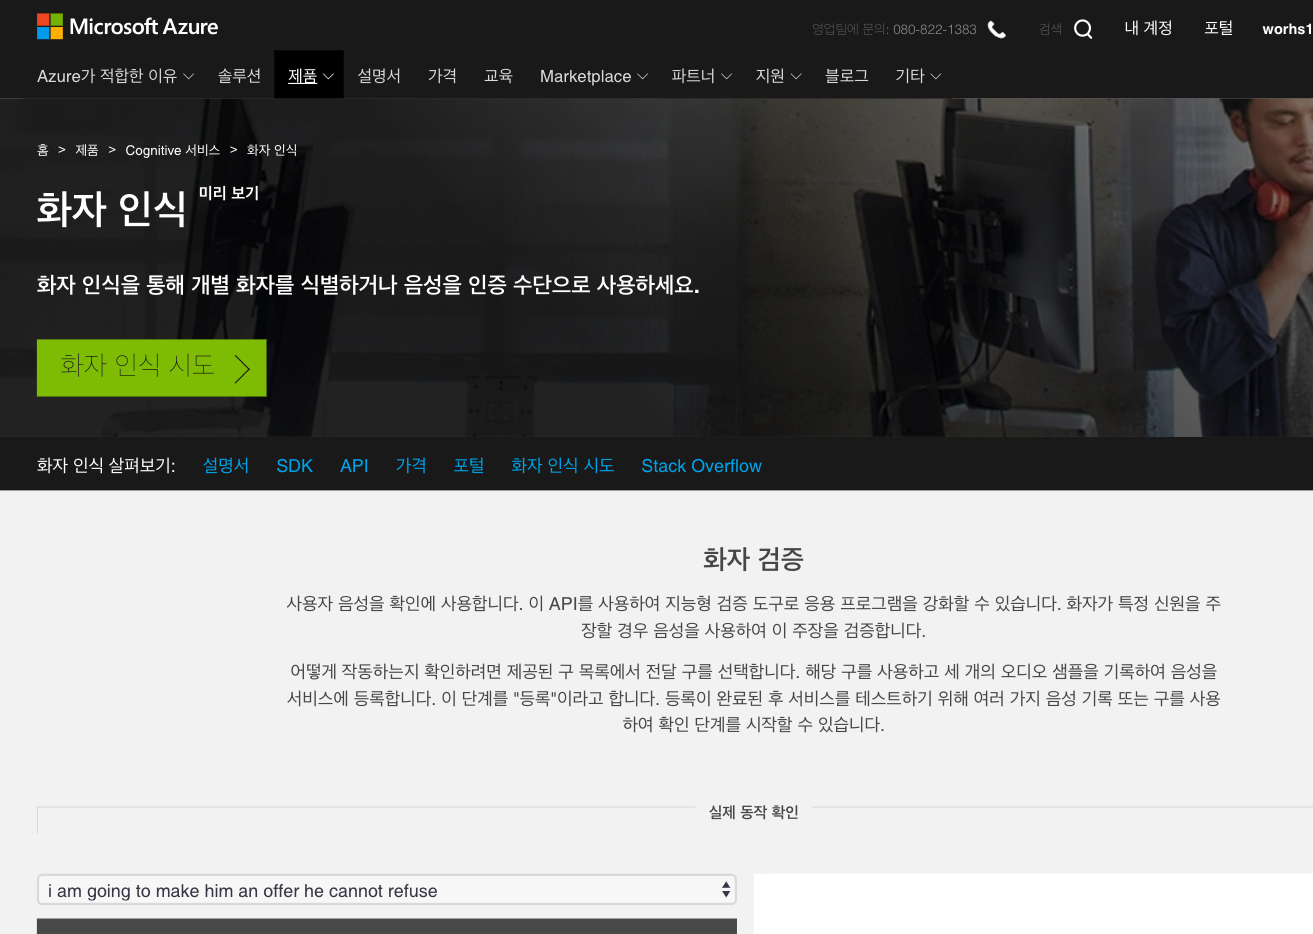 Microsoft Azure
영업팀에 문의: 080-822-1383 검색 내 계정 포털 worhs1
Azure가 적합한 이유 솔루션 제품 설명서 가격 교육 Marketplace 파트너 지원 블로그 기타
홈 > 제품 > Cognitive 서비스 > 화자 인식
화자 인식 미리 보기
화자 인식을 통해 개별 화자를 식별하거나 음성을 인증 수단으로 사용하세요.
화자 인식 시도
화자 인식 살펴보기: 설명서 SDK API 가격 포털 화자 인식 시도 Stack Overflow
화자 검증
사용자 음성을 확인에 사용합니다. 이 API를 사용하여 지능형 검증 도구로 응용 프로그램을 강화할 수 있습니다. 화자가 특정 신원을 주
장할 경우 음성을 사용하여 이 주장을 검증합니다.
어떻게 작동하는지 확인하려면 제공된 구 목록에서 전달 구를 선택합니다. 해당 구를 사용하고 세 개의 오디오 샘플을 기록하여 음성을
서비스에 등록합니다. 이 단계를 "등록"이라고 합니다. 등록이 완료된 후 서비스를 테스트하기 위해 여러 가지 음성 기록 또는 구를 사용
하여 확인 단계를 시작할 수 있습니다.
실제 동작 확인
i am going to make him an offer he cannot refuse